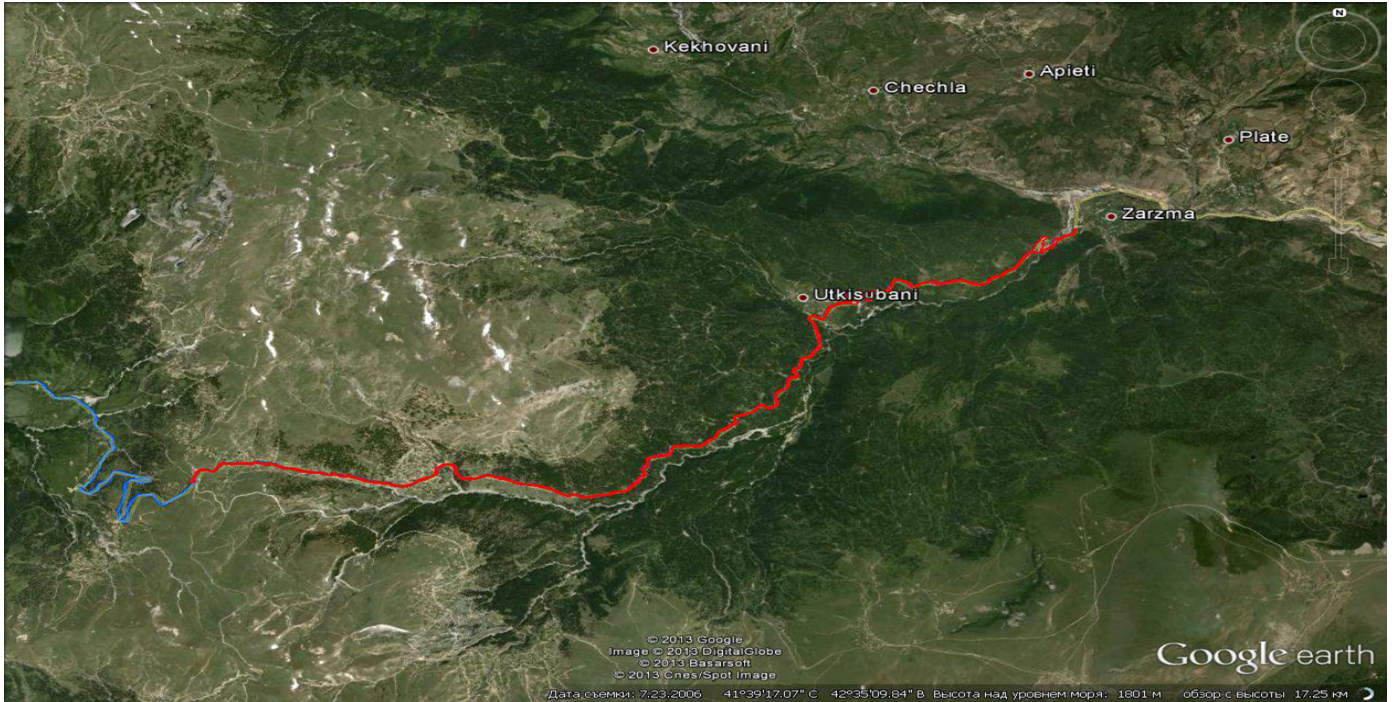 N
Kekhovani
Apieti
Chechla
Plate
Zarzma
Utkisubani
© 2013 Google
Image © 2013 DigitalGlobe
© 2013 Basarsoft
© 2013 Cnes/Spot Image
Google earth
Дата съемки: 7.23.2006 41°39'17.07" С 42°35'09.84" В Высота над уровнем моря: 1801 м обзор с высоты 17.25 км